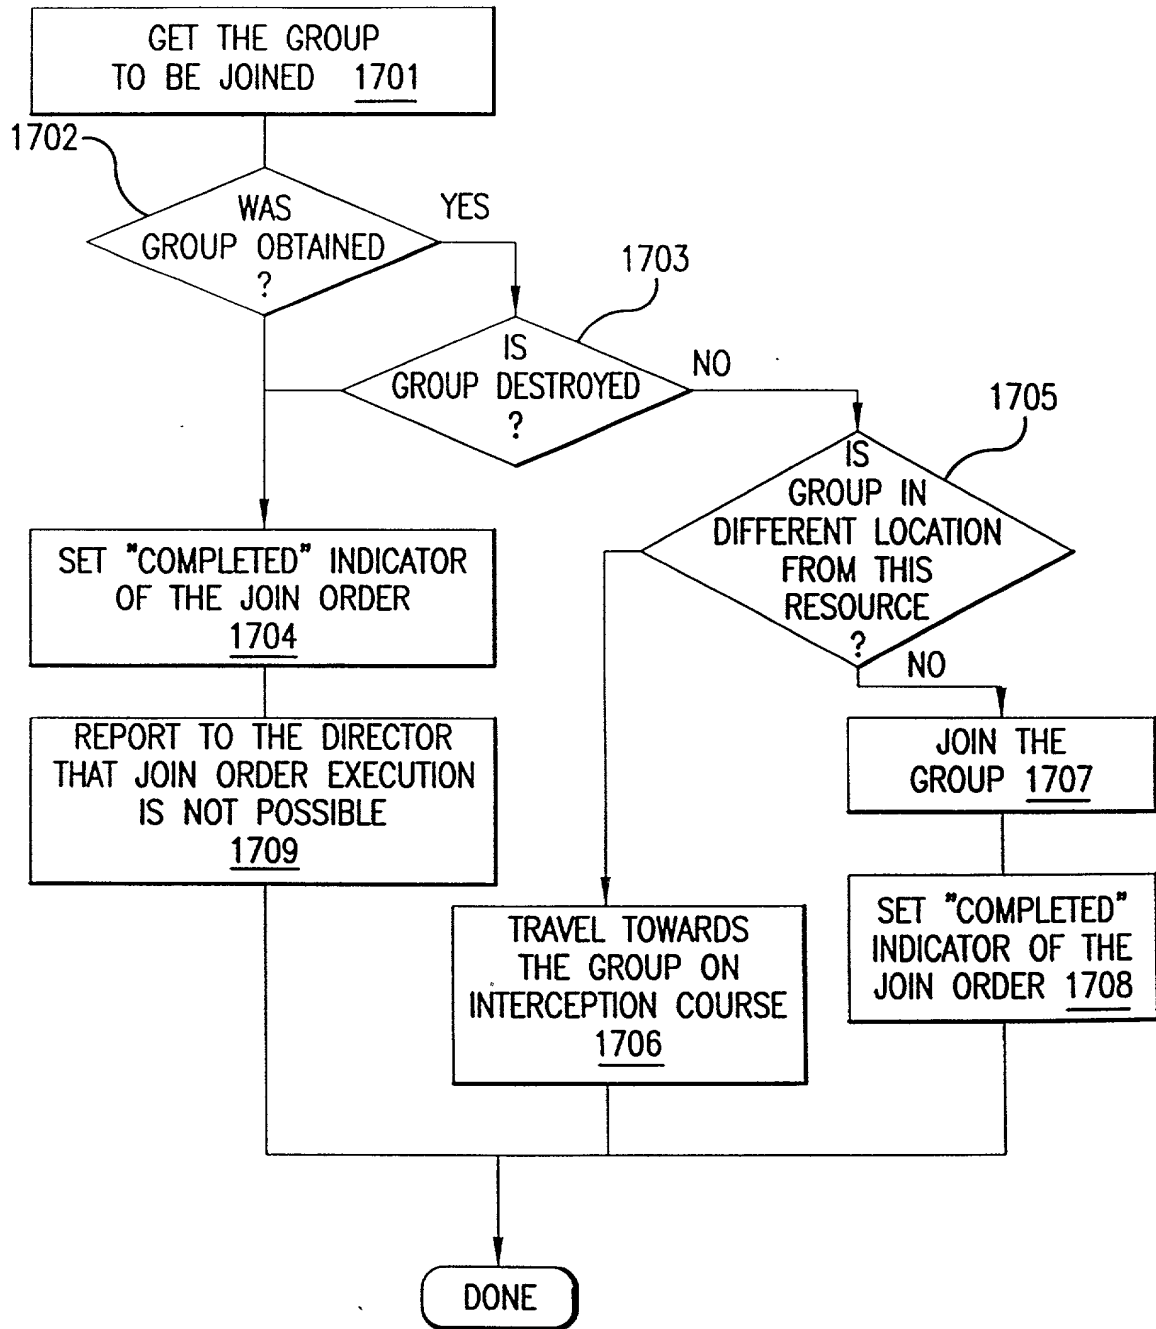 GET THE GROUP
TO BE JOINED 1701
1702
WAS
GROUP OBTAINED
?
YES
1703
IS
GROUP DESTROYED
?
NO
1705
IS
GROUP IN
DIFFERENT LOCATION
FROM THIS
RESOURCE
?
NO
SET "COMPLETED" INDICATOR
OF THE JOIN ORDER
1704
REPORT TO THE DIRECTOR
THAT JOIN ORDER EXECUTION
IS NOT POSSIBLE
1709
JOIN THE
GROUP 1707
TRAVEL TOWARDS
THE GROUP ON
INTERCEPTION COURSE
1706
SET "COMPLETED"
INDICATOR OF THE
JOIN ORDER 1708
DONE